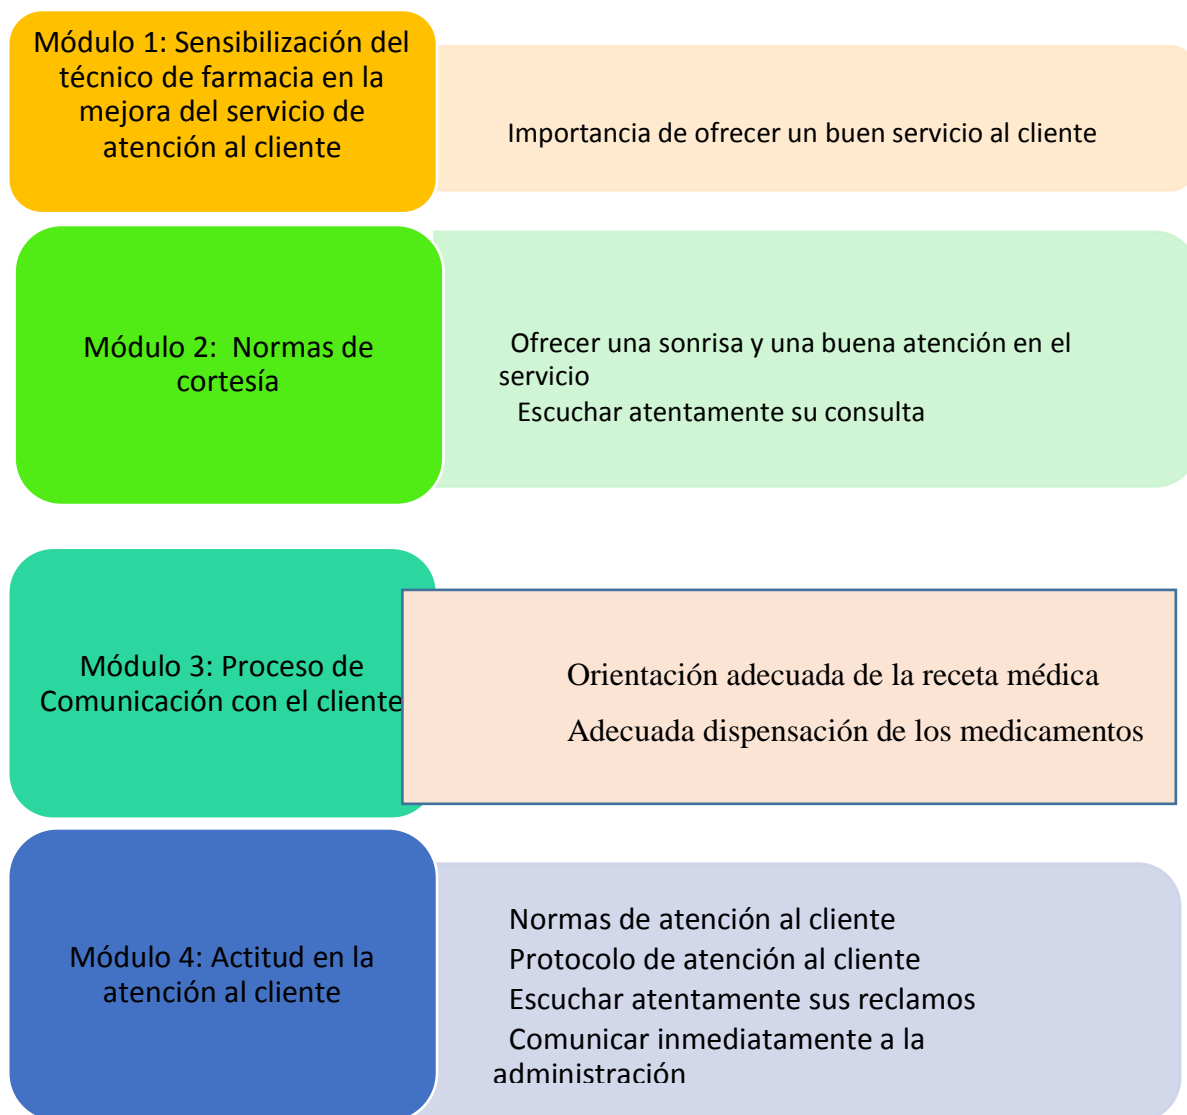 Módulo 1: Sensibilización del
técnico de farmacia en la
mejora del servicio de
atención al cliente
Importancia de ofrecer un buen servicio al cliente
Módulo 2:  Normas de
cortesía
Ofrecer una sonrisa y una buena atención en el
servicio
Escuchar atentamente su consulta
Módulo 3: Proceso de
Comunicación con el cliente
Orientación adecuada de la receta médica
Adecuada dispensación de los medicamentos
Módulo 4: Actitud en la
atención al cliente
Normas de atención al cliente
Protocolo de atención al cliente
Escuchar atentamente sus reclamos
Comunicar inmediatamente a la
administración